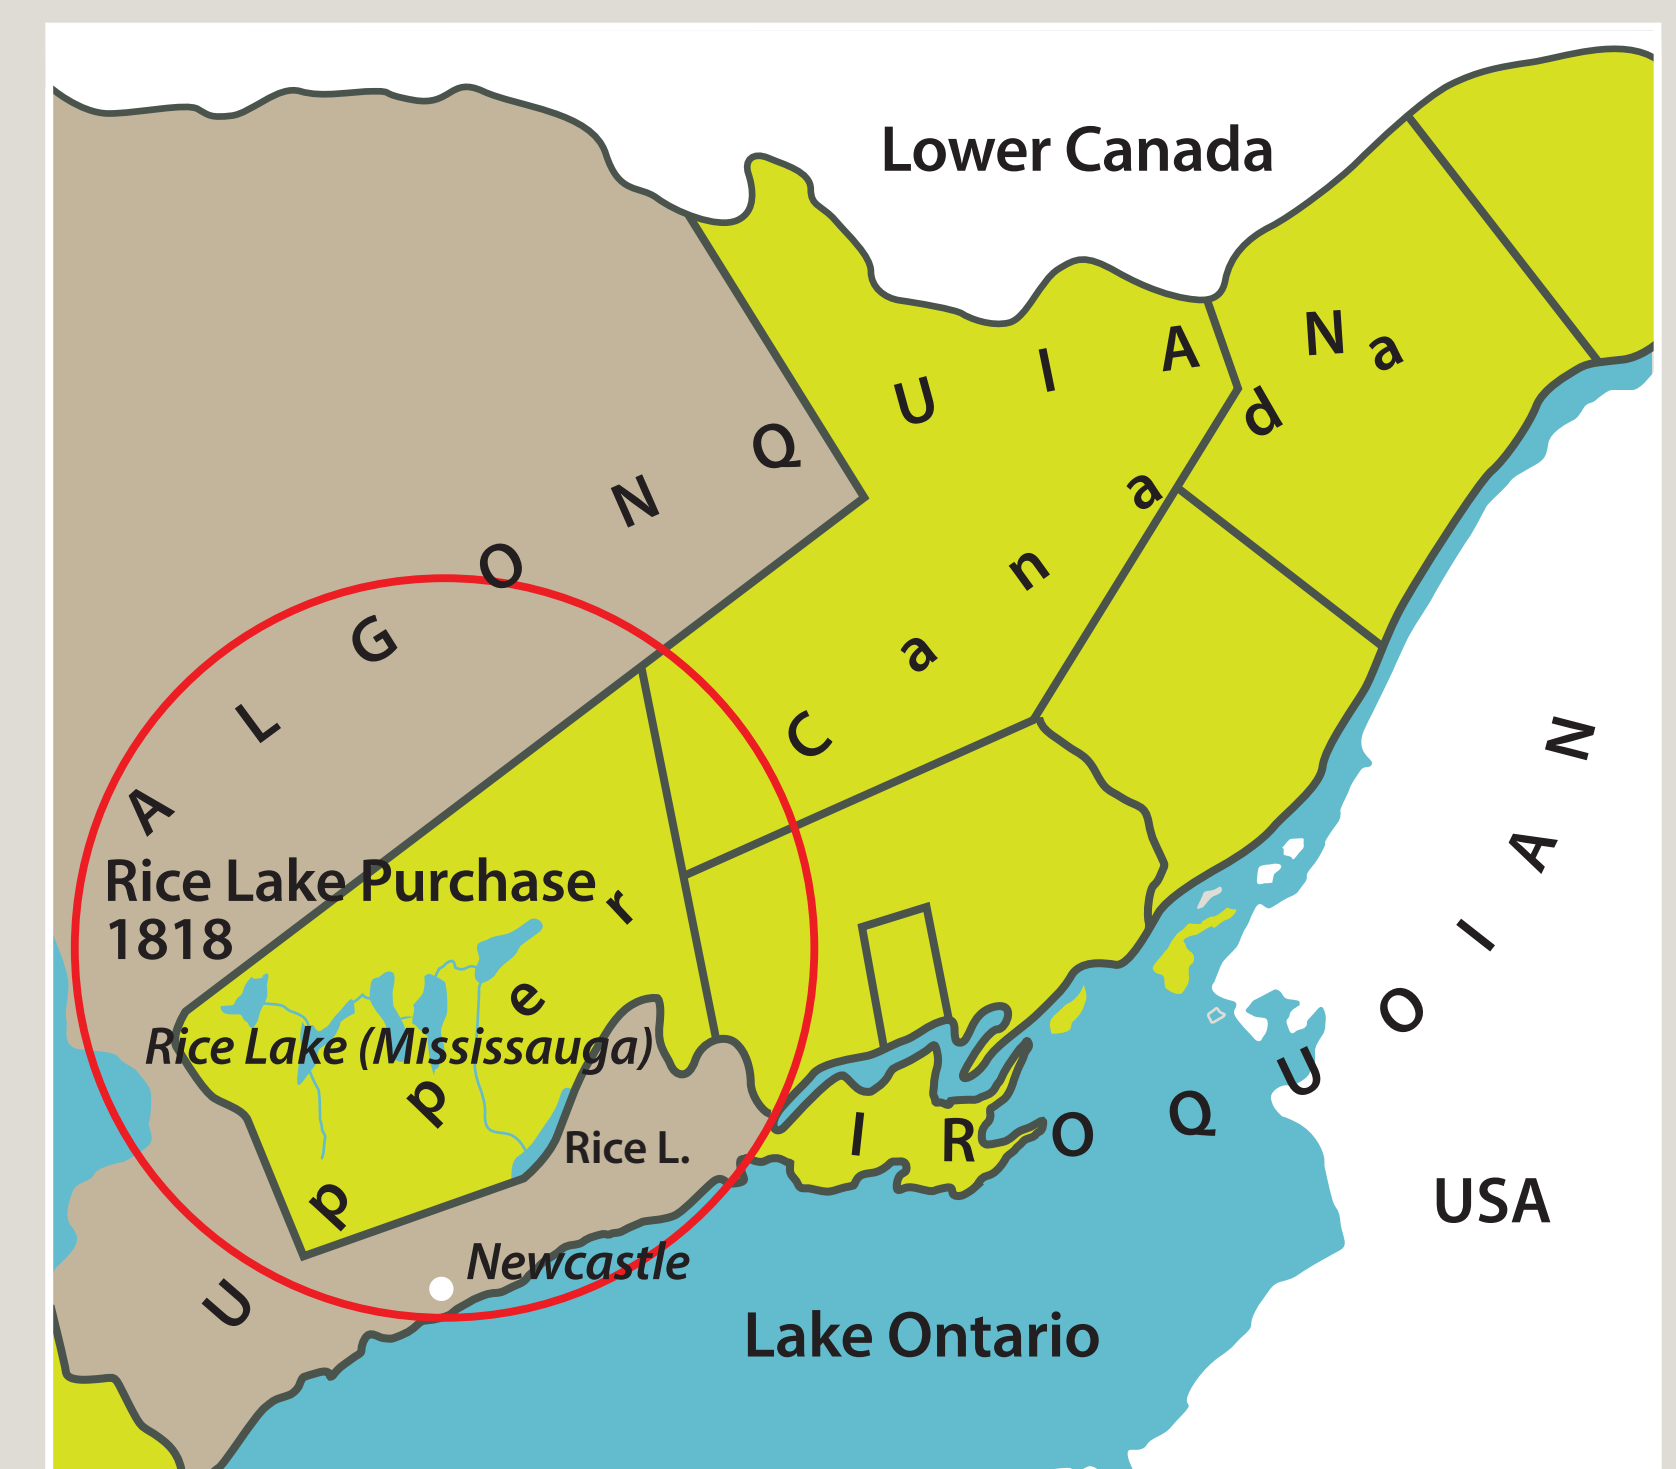 Lower Canada
ALGONQUIAN
Upper Canada
Rice Lake Purchase
1818
Rice Lake (Mississauga)
Rice L.
Newcastle
IROQUOIAN
USA
Lake Ontario